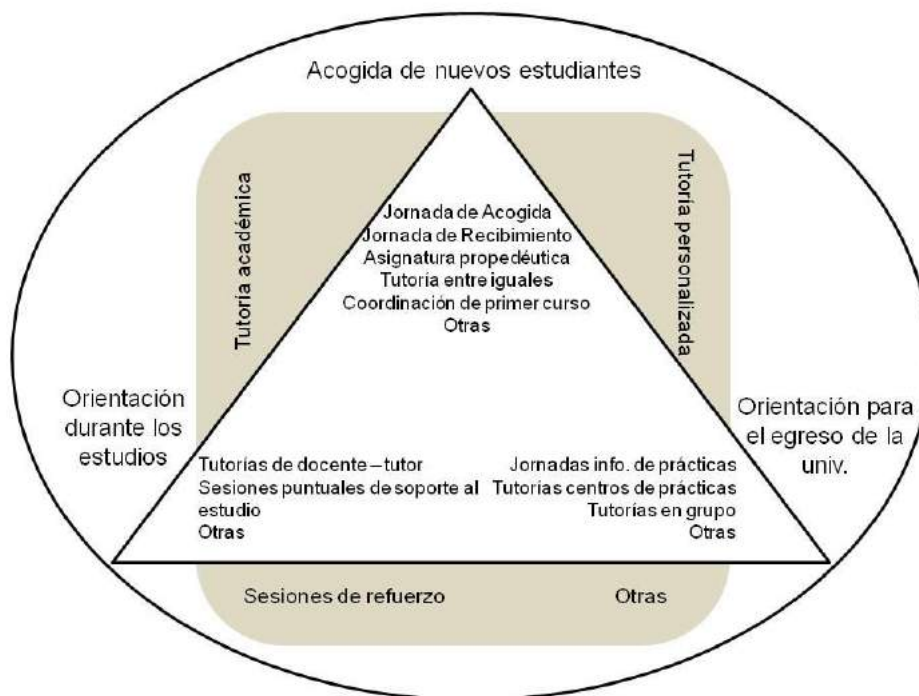 Acogida de nuevos estudiantes
Tutoría académica
Tutoría personalizada
Jornada de Acogida
Jornada de Recibimiento
Asignatura propedéutica
Tutoría entre iguales
Coordinación de primer curso
Otras
Orientación
durante los
estudios
Orientación para
el egreso de la
univ.
Tutorías de docente – tutor
Sesiones puntuales de soporte al
estudio
Otras
Jornadas info. de prácticas
Tutorías centros de prácticas
Tutorías en grupo
Otras
Sesiones de refuerzo
Otras